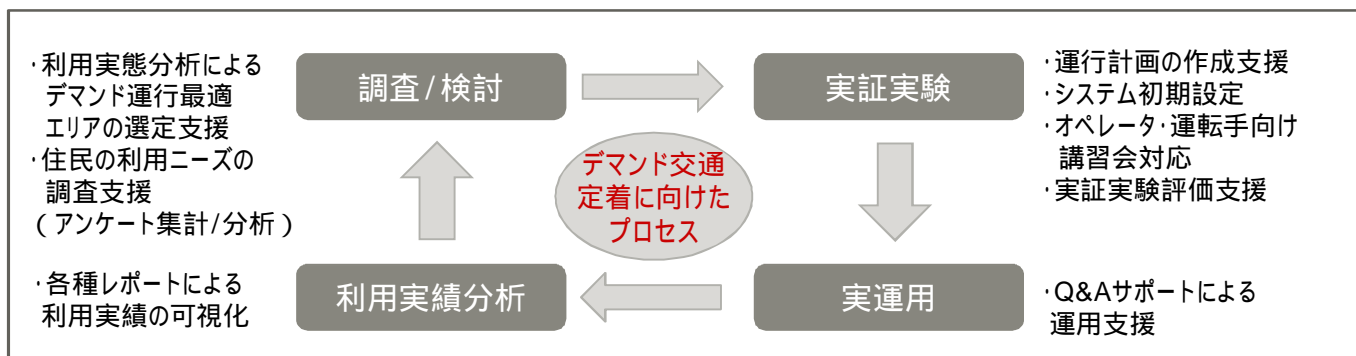 ・利用実態分析による
デマンド運行最適
エリアの選定支援
・住民の利用ニーズの
調査支援
(アンケート集計/分析)
調査/検討
実証実験
・運行計画の作成支援
・システム初期設定
・オペレータ・運転手向け
講習会対応
・実証実験評価支援
デマンド交通
定着に向けた
プロセス
・各種レポートによる
利用実績の可視化
利用実績分析
実運用
・Q&Aサポートによる
運用支援